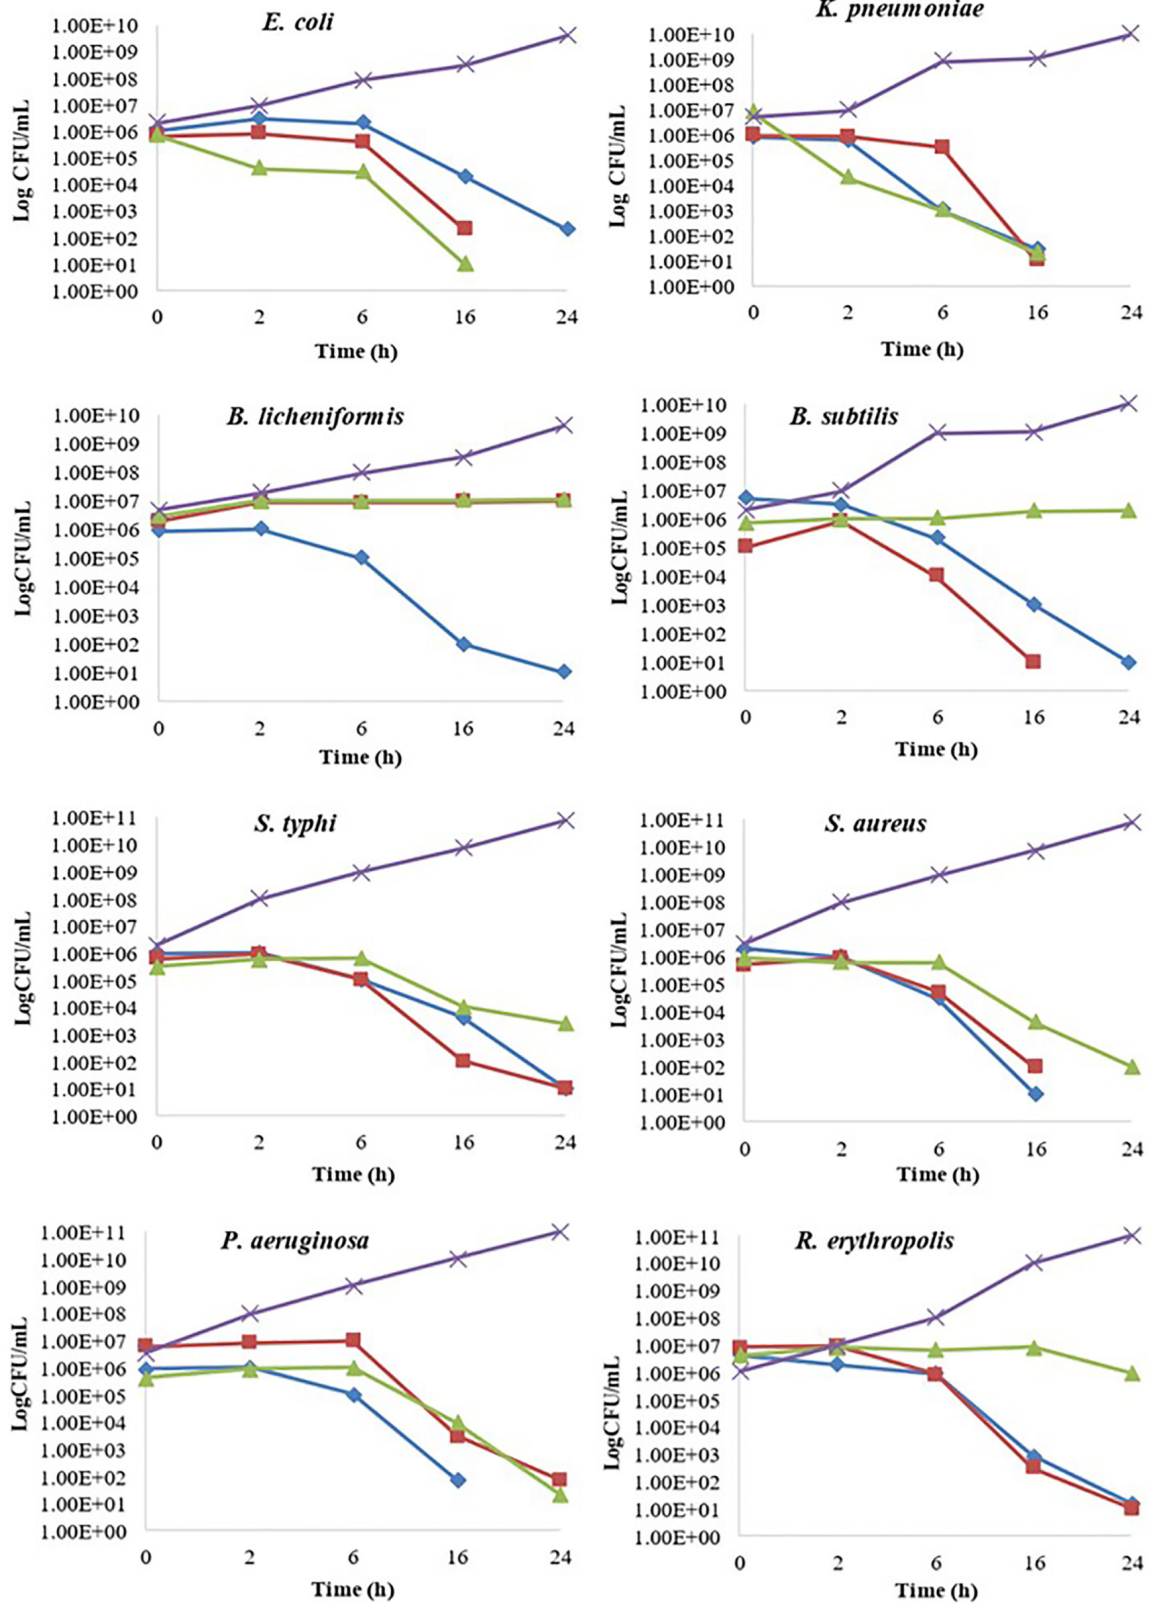 E. coli
1.00E+10
1.00E+09
1.00E+08
1.00E+07
1.00E+06
1.00E+05
1.00E+04
1.00E+03
1.00E+02
1.00E+01
1.00E+00
Log CFU/mL
0 2 6 16 24
Time (h)
K. pneumoniae
1.00E+10
1.00E+09
1.00E+08
1.00E+07
1.00E+06
1.00E+05
1.00E+04
1.00E+03
1.00E+02
1.00E+01
1.00E+00
Log CFU/mL
0 2 6 16 24
Time (h)
B. licheniformis
1.00E+10
1.00E+09
1.00E+08
1.00E+07
1.00E+06
1.00E+05
1.00E+04
1.00E+03
1.00E+02
1.00E+01
1.00E+00
LogCFU/mL
0 2 6 16 24
Time (h)
B. subtilis
1.00E+10
1.00E+09
1.00E+08
1.00E+07
1.00E+06
1.00E+05
1.00E+04
1.00E+03
1.00E+02
1.00E+01
1.00E+00
LogCFU/mL
0 2 6 16 24
Time (h)
S. typhi
1.00E+11
1.00E+10
1.00E+09
1.00E+08
1.00E+07
1.00E+06
1.00E+05
1.00E+04
1.00E+03
1.00E+02
1.00E+01
1.00E+00
LogCFU/mL
0 2 6 16 24
Time (h)
S. aureus
1.00E+11
1.00E+10
1.00E+09
1.00E+08
1.00E+07
1.00E+06
1.00E+05
1.00E+04
1.00E+03
1.00E+02
1.00E+01
1.00E+00
LogCFU/mL
0 2 6 16 24
Time (h)
P. aeruginosa
1.00E+11
1.00E+10
1.00E+09
1.00E+08
1.00E+07
1.00E+06
1.00E+05
1.00E+04
1.00E+03
1.00E+02
1.00E+01
1.00E+00
LogCFU/mL
0 2 6 16 24
Time (h)
R. erythropolis
1.00E+11
1.00E+10
1.00E+09
1.00E+08
1.00E+07
1.00E+06
1.00E+05
1.00E+04
1.00E+03
1.00E+02
1.00E+01
1.00E+00
LogCFU/mL
0 2 6 16 24
Time (h)